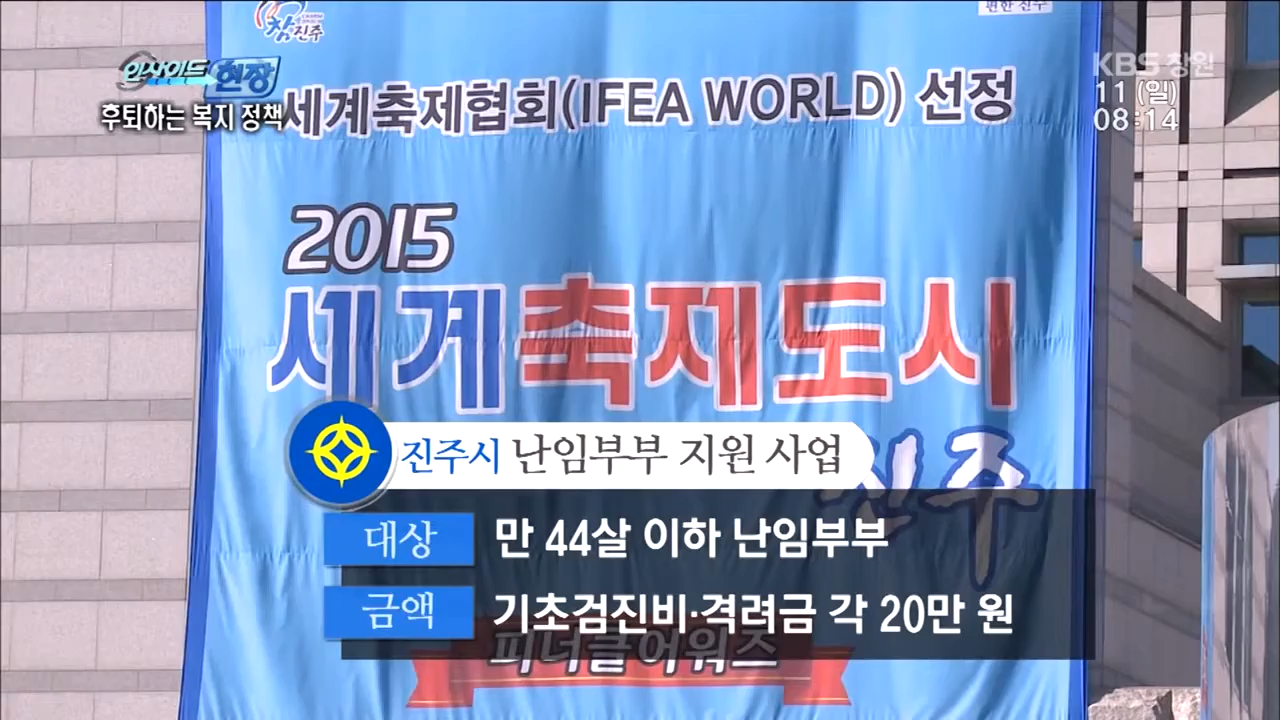 참진주
편한 진주
인사이드 현장
후퇴하는 복지 정책
KBS 창원
11 (일)
08:14
세계축제협회(IFEA WORLD) 선정
2015
세계축제도시
진주
진주시 난임부부 지원 사업
대상 만 44살 이하 난임부부
금액 기초검진비·격려금 각 20만 원
피너클어워즈